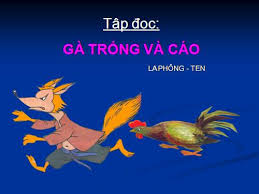 Tập đọc:
GÀ TRỐNG VÀ CÁO
LAPHÔNG - TEN